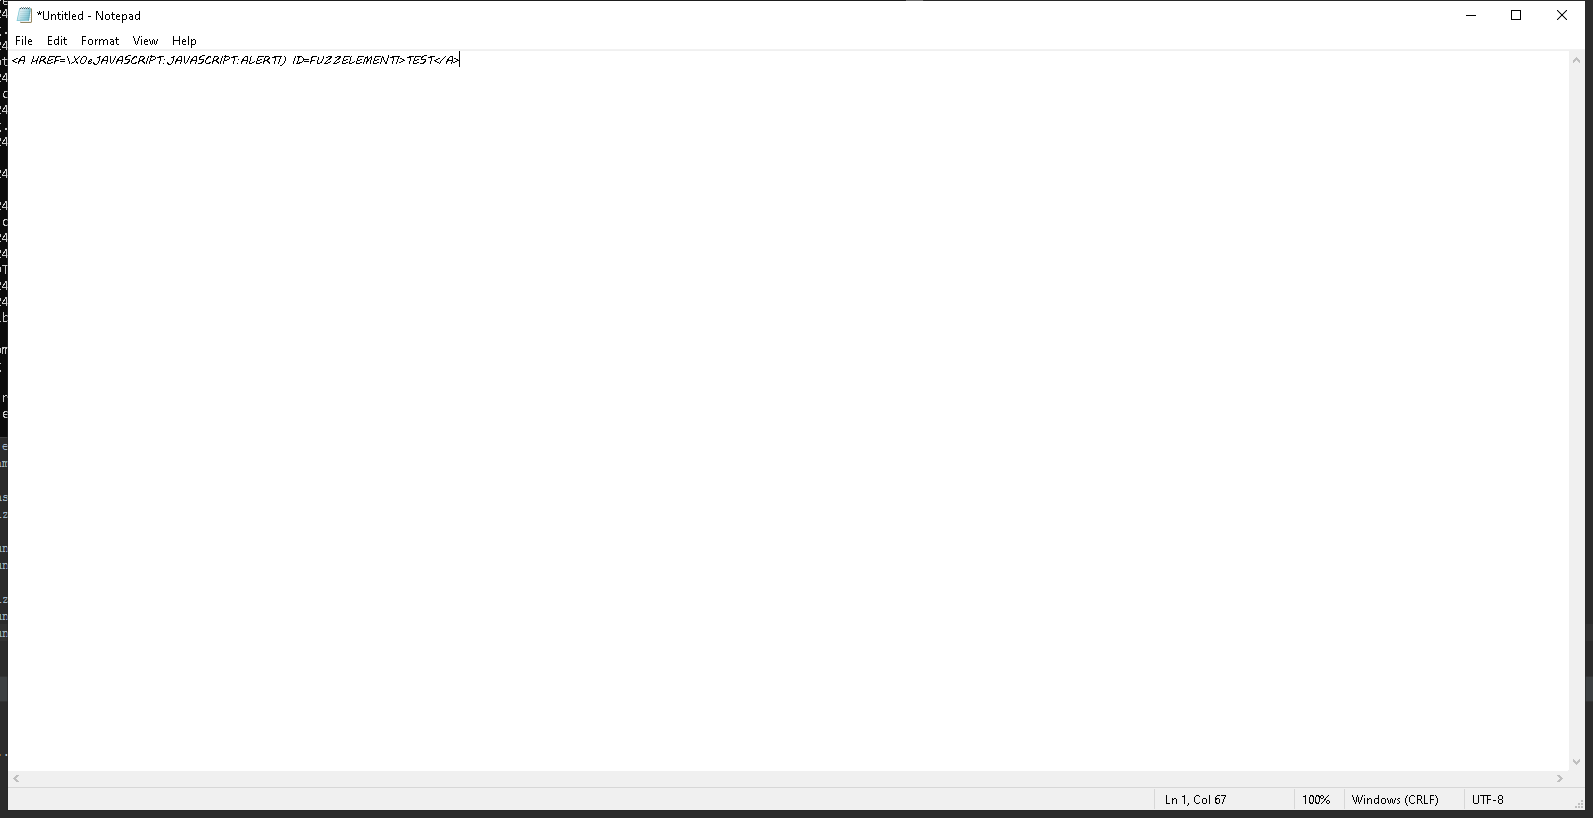 *Untitled - Notepad
File Edit Format View Help
<A HREF=\X0eJAVASCRIPT:JAVASCRIPT:ALERT1) ID=FUZZELEMENT1>TEST</A>
Ln 1, Col 67 100% Windows (CRLF) UTF-8